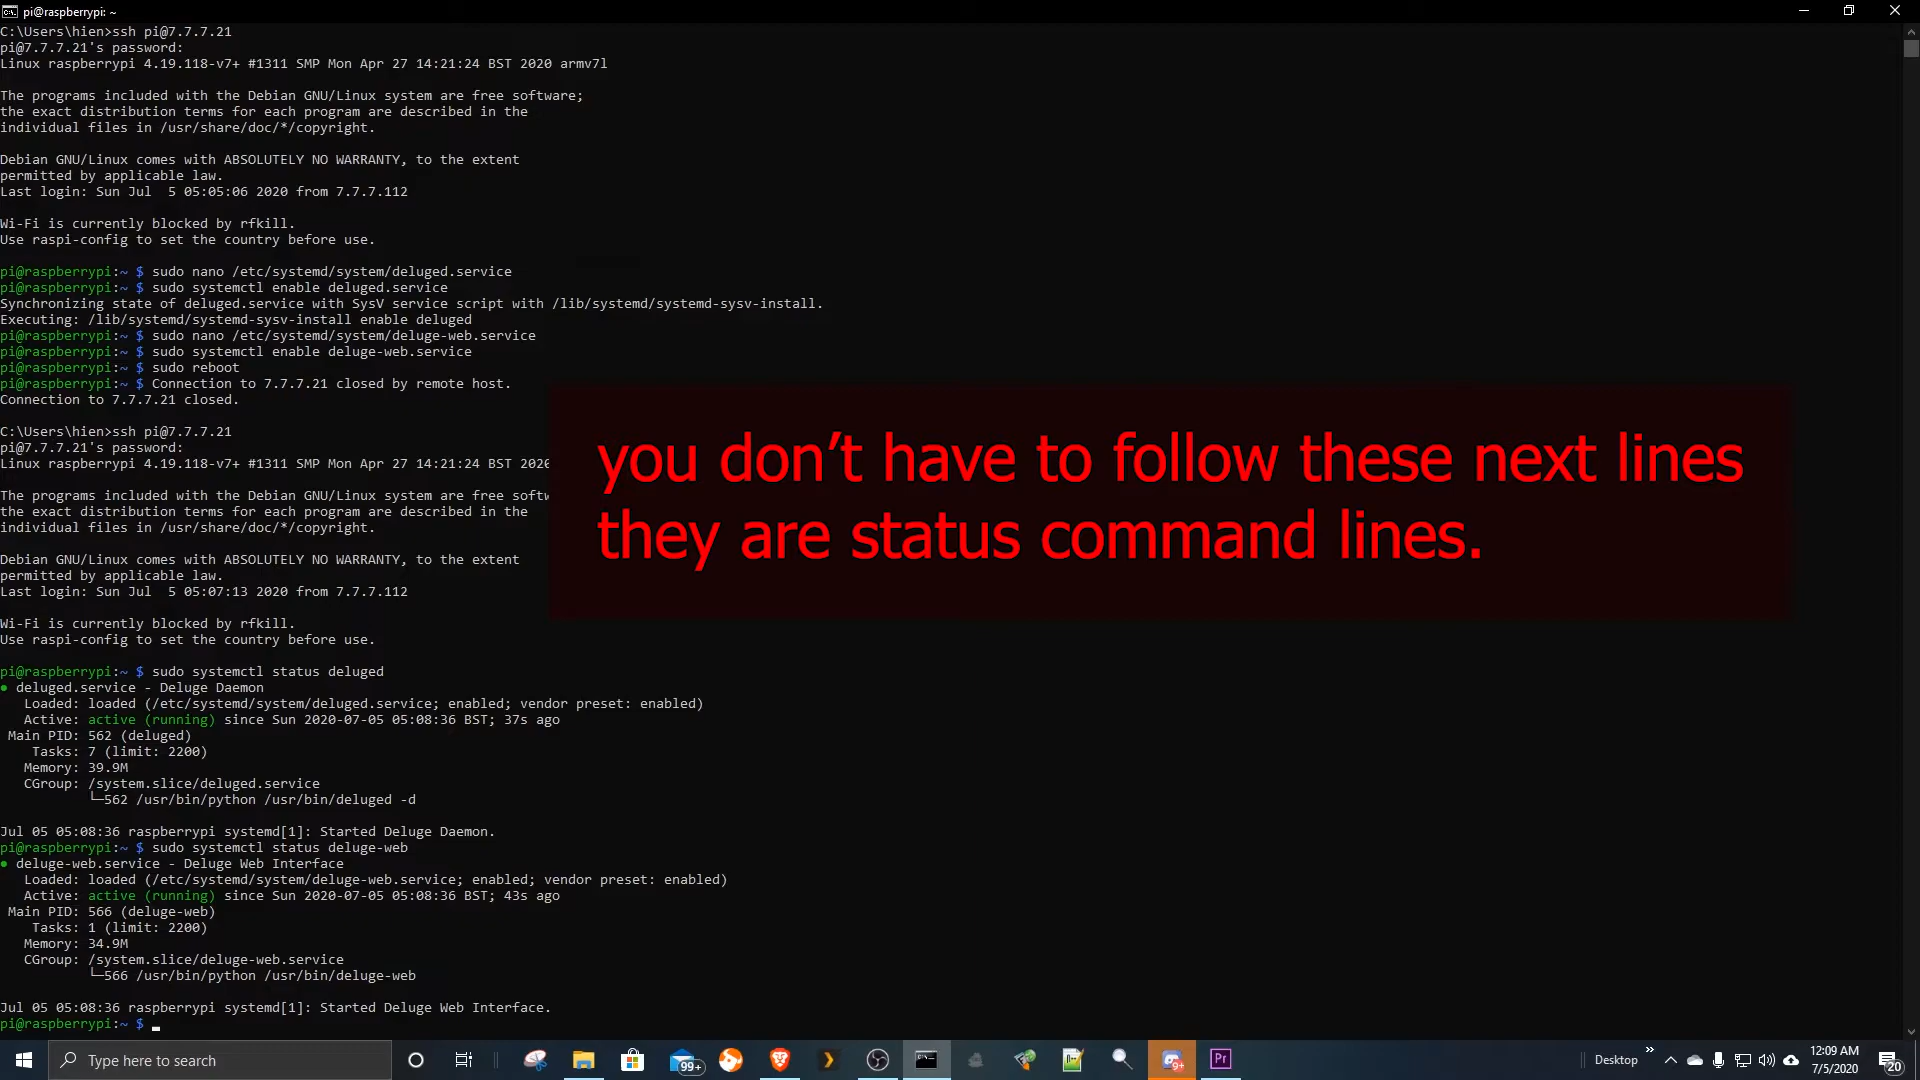 pi@raspberrypi: ~
C:\Users\hien>ssh pi@7.7.7.21
pi@7.7.7.21's password:
Linux raspberrypi 4.19.118-v7+ #1311 SMP Mon Apr 27 14:21:24 BST 2020 armv7l
The programs included with the Debian GNU/Linux system are free software;
the exact distribution terms for each program are described in the
individual files in /usr/share/doc/*/copyright.
Debian GNU/Linux comes with ABSOLUTELY NO WARRANTY, to the extent
permitted by applicable law.
Last login: Sun Jul  5 05:05:06 2020 from 7.7.7.112
Wi-Fi is currently blocked by rfkill.
Use raspi-config to set the country before use.
pi@raspberrypi:~ $ sudo nano /etc/systemd/system/deluged.service
pi@raspberrypi:~ $ sudo systemctl enable deluged.service
Synchronizing state of deluged.service with SysV service script with /lib/systemd/systemd-sysv-install.
Executing: /lib/systemd/systemd-sysv-install enable deluged
pi@raspberrypi:~ $ sudo nano /etc/systemd/system/deluge-web.service
pi@raspberrypi:~ $ sudo systemctl enable deluge-web.service
pi@raspberrypi:~ $ sudo reboot
pi@raspberrypi:~ $ Connection to 7.7.7.21 closed by remote host.
Connection to 7.7.7.21 closed.
C:\Users\hien>ssh pi@7.7.7.21
pi@7.7.7.21's password:
Linux raspberrypi 4.19.118-v7+ #1311 SMP Mon Apr 27 14:21:24 BST 2020
The programs included with the Debian GNU/Linux system are free softw
the exact distribution terms for each program are described in the
individual files in /usr/share/doc/*/copyright.
Debian GNU/Linux comes with ABSOLUTELY NO WARRANTY, to the extent
permitted by applicable law.
Last login: Sun Jul  5 05:07:13 2020 from 7.7.7.112
Wi-Fi is currently blocked by rfkill.
Use raspi-config to set the country before use.
you don't have to follow these next lines
they are status command lines.
pi@raspberrypi:~ $ sudo systemctl status deluged
● deluged.service - Deluge Daemon
Loaded: loaded (/etc/systemd/system/deluged.service; enabled; vendor preset: enabled)
Active: active (running) since Sun 2020-07-05 05:08:36 BST; 37s ago
Main PID: 562 (deluged)
Tasks: 7 (limit: 2200)
Memory: 39.9M
CGroup: /system.slice/deluged.service
└─562 /usr/bin/python /usr/bin/deluged -d
Jul 05 05:08:36 raspberrypi systemd[1]: Started Deluge Daemon.
pi@raspberrypi:~ $ sudo systemctl status deluge-web
● deluge-web.service - Deluge Web Interface
Loaded: loaded (/etc/systemd/system/deluge-web.service; enabled; vendor preset: enabled)
Active: active (running) since Sun 2020-07-05 05:08:36 BST; 43s ago
Main PID: 566 (deluge-web)
Tasks: 1 (limit: 2200)
Memory: 34.9M
CGroup: /system.slice/deluge-web.service
└─566 /usr/bin/python /usr/bin/deluge-web
Jul 05 05:08:36 raspberrypi systemd[1]: Started Deluge Web Interface.
pi@raspberrypi:~ $
Type here to search
99+
9+
Pr
Desktop
12:09 AM
7/5/2020
20